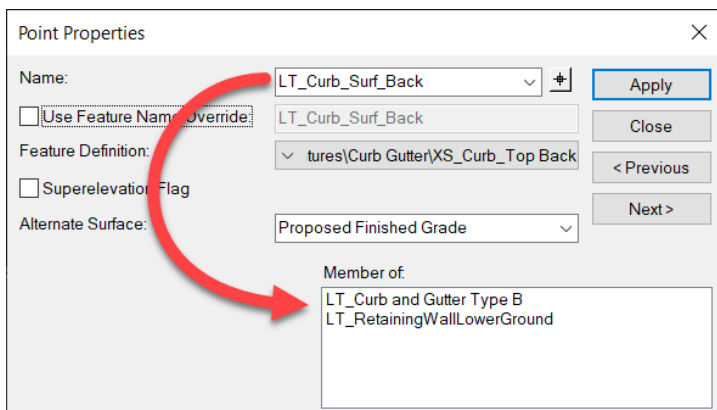 Point Properties
Name:
LT_Curb_Surf_Back
Apply
Use Feature Name Override:
LT_Curb_Surf_Back
Close
Feature Definition:
tures\Curb Gutter\XS_Curb_Top Back
< Previous
Superelevation Flag
Next >
Alternate Surface:
Proposed Finished Grade
Member of:
LT_Curb and Gutter Type B
LT_RetainingWallLowerGround